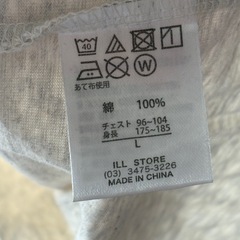 40
L
W
あて布使用
綿 100%
チェスト 96~104
身長 175~185
L
ILL STORE
(03) 3475-3226
MADE IN CHINA